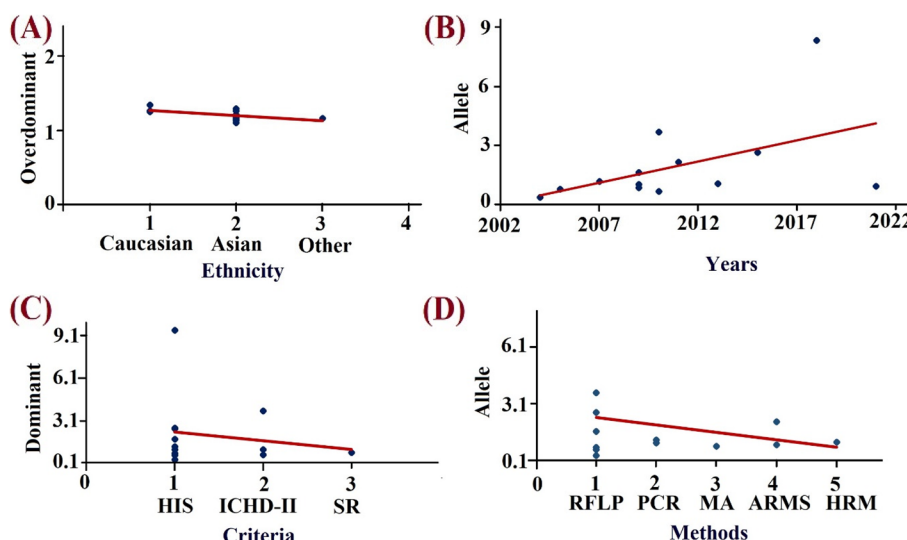 (A)
Overdominant
2
1
0
1 2 3 4
Caucasian Asian Other
Ethnicity
(B)
Allele
9
6
3
0
2002 2007 2012 2017 2022
Years
(C)
Dominant
9.1
6.1
3.1
0.1
0 1 2 3
HIS ICHD-II SR
Criteria
(D)
Allele
6.1
3.1
0.1
0 1 2 3 4 5
RFLP PCR MA ARMS HRM
Methods